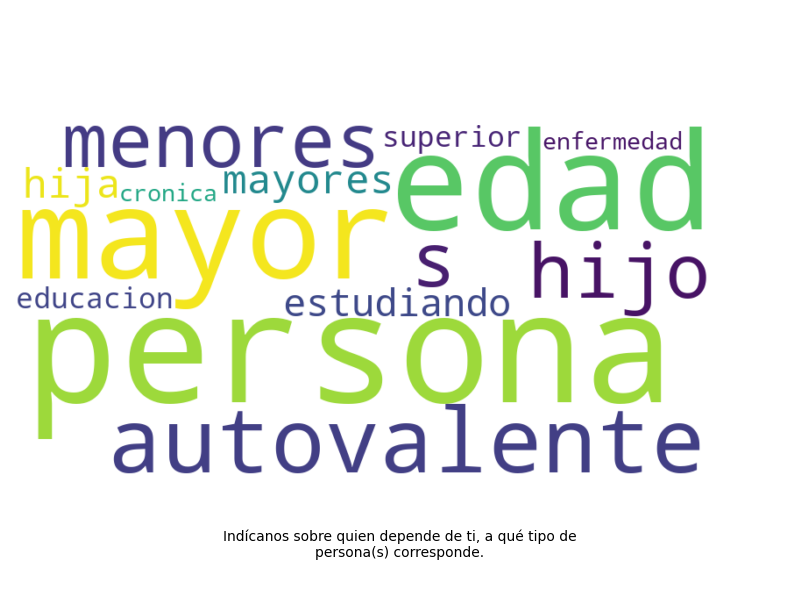 menores superior enfermedad
hija cronica mayores edad
mayor s hijo
educacion estudiando
persona
autovalente
Indícanos sobre quien depende de ti, a qué tipo de
persona(s) corresponde.